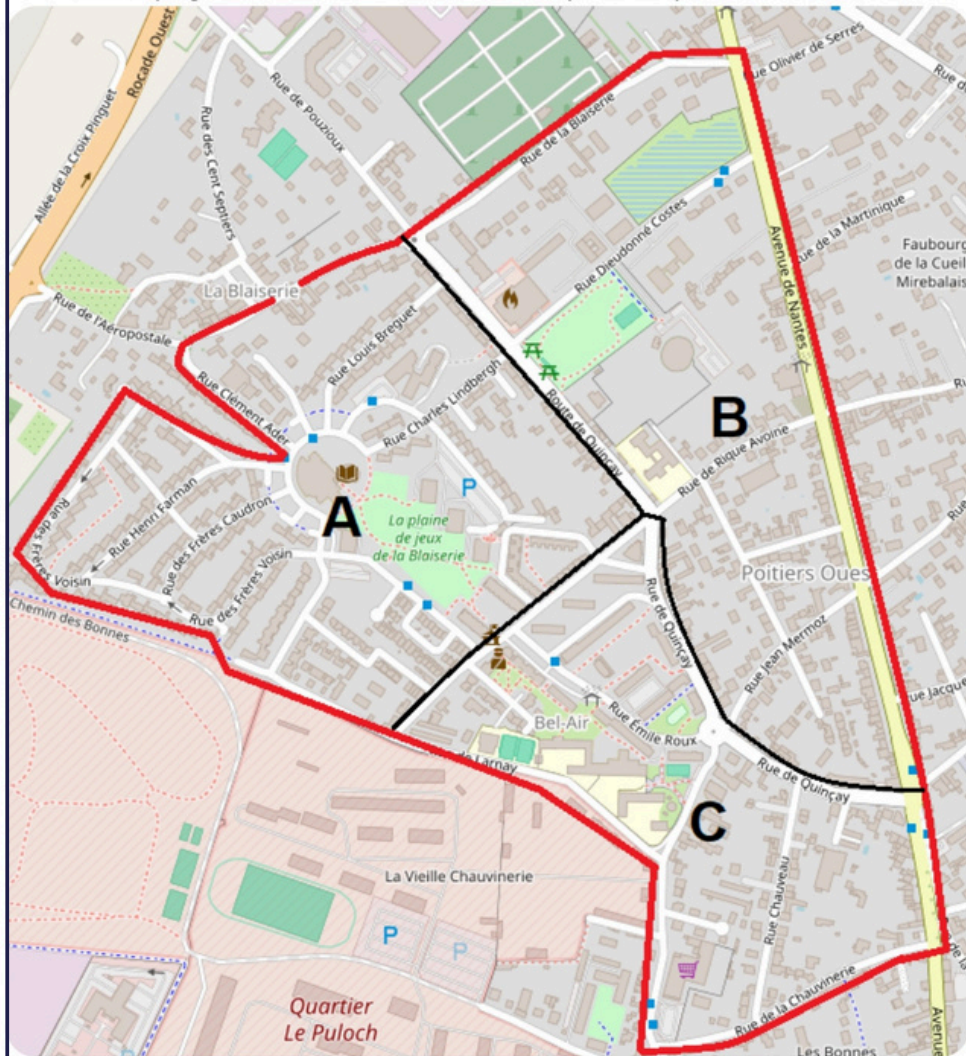 Rocade Ouest
Allée de la Croix Pinguet
Rue de Pouzioux
Rue des Cent Septiers
Rue de la Blaiserie
Rue Olivier de Serres
Rue Dieudonné Costes
Rue de la Martinique
Avenue de Nantes
Faubourg
de la Cueil
Mirebalais
La Blaiserie
Rue de l'Aéropostale
Rue Louis Breguet
Rue Clément Ader
Rue Charles Lindbergh
Route de Quinçay
B
Rue de Rique Avoine
P
A
La plaine
de jeux
de la Blaiserie
Rue Henri Farman
Rue des Frères Caudron
Rue des Frères Voisin
Rue des Frères Voisin
Chemin des Bonnes
Poitiers Oues
Rue de Quinçay
Rue Jean Mermoz
Rue Jacque
Bel-Air
Rue Émile Roux
de Larnay
Rue de Quinçay
C
La Vieille Chauvinerie
Rue Chauveau
P
P
Rue de la Chauvinerie
Quartier
Le Puloch
Les Bonnes
Avenue